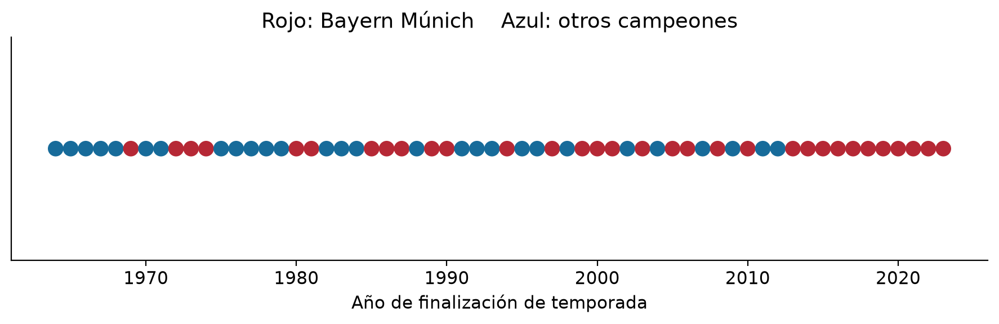 Rojo: Bayern Múnich    Azul: otros campeones
1970 1980 1990 2000 2010 2020
Año de finalización de temporada